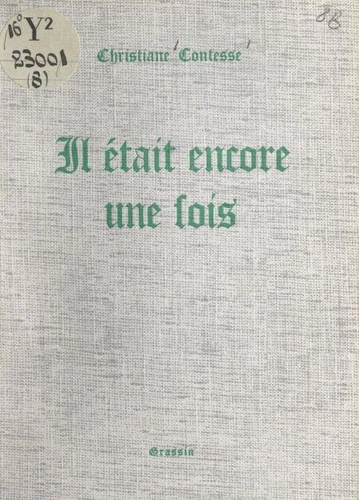 16° Y²
23001
(8)
88
Christiane Contesse
Il était encore
une fois
Grassin